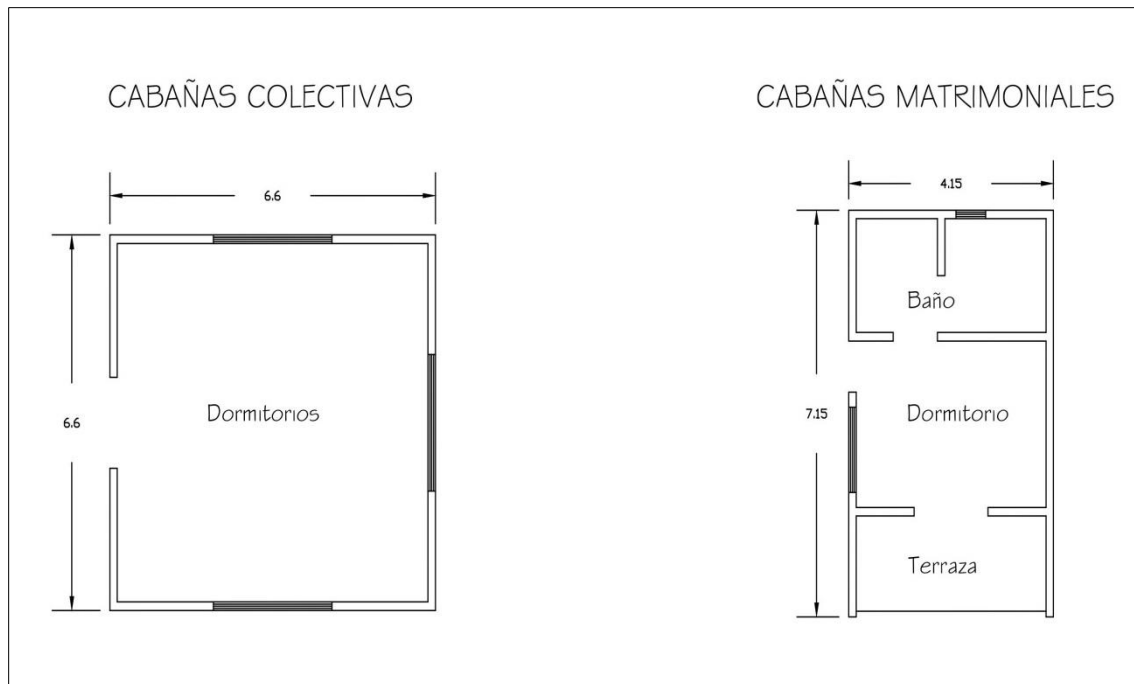 CABAÑAS COLECTIVAS
6.6
6.6
Dormitorios
CABAÑAS MATRIMONIALES
4.15
7.15
Baño
Dormitorio
Terraza